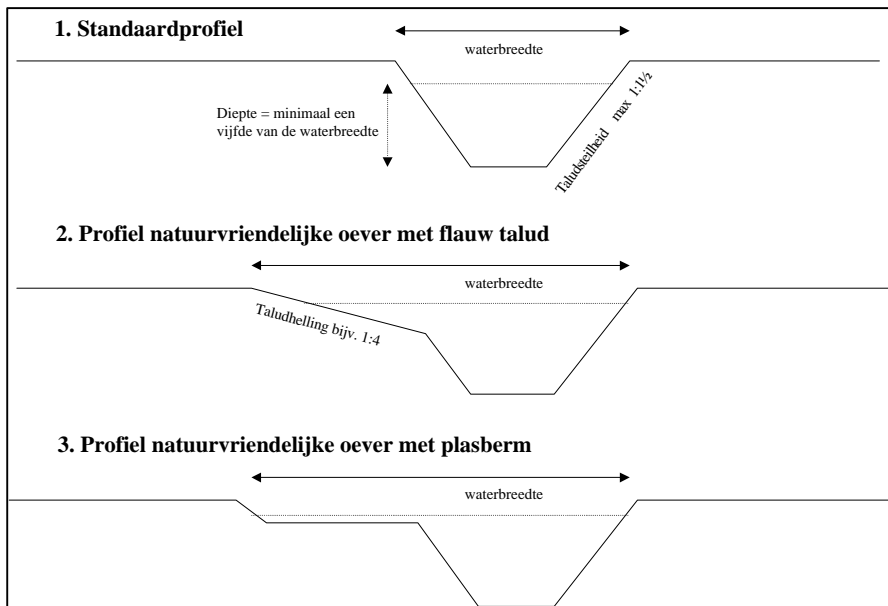 1. Standaardprofiel
waterbreedte
Diepte = minimaal een
vijfde van de waterbreedte
Taludsteilheid max 1:1½
2. Profiel natuurvriendelijke oever met flauw talud
waterbreedte
Taludhelling bijv. 1:4
3. Profiel natuurvriendelijke oever met plasberm
waterbreedte